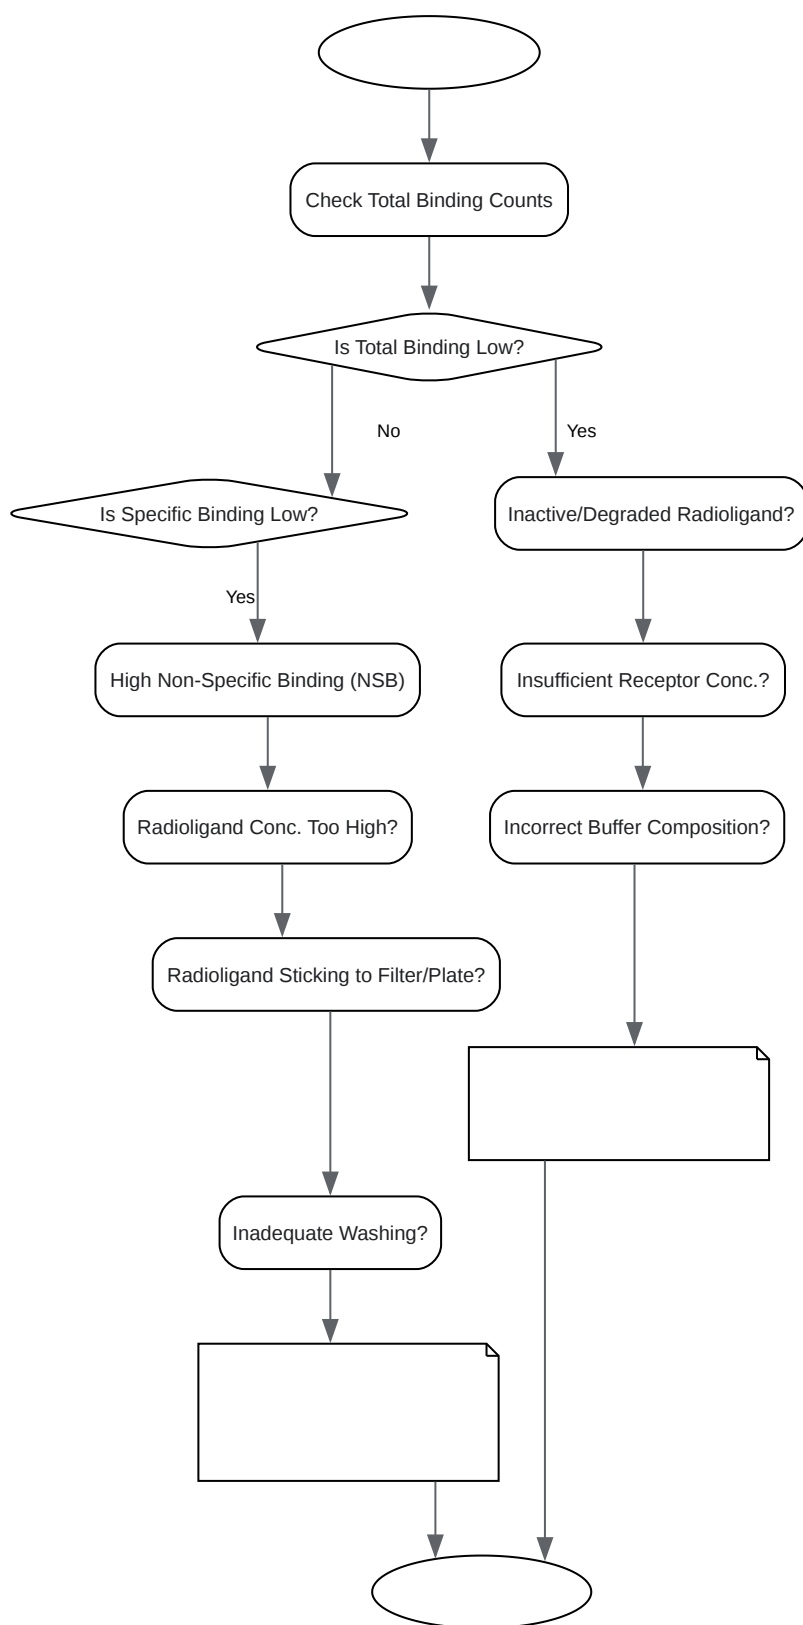 Check Total Binding Counts
Is Total Binding Low?
No
Yes
Is Specific Binding Low?
Inactive/Degraded Radioligand?
Yes
High Non-Specific Binding (NSB)
Insufficient Receptor Conc.?
Radioligand Conc. Too High?
Incorrect Buffer Composition?
Radioligand Sticking to Filter/Plate?
Inadequate Washing?